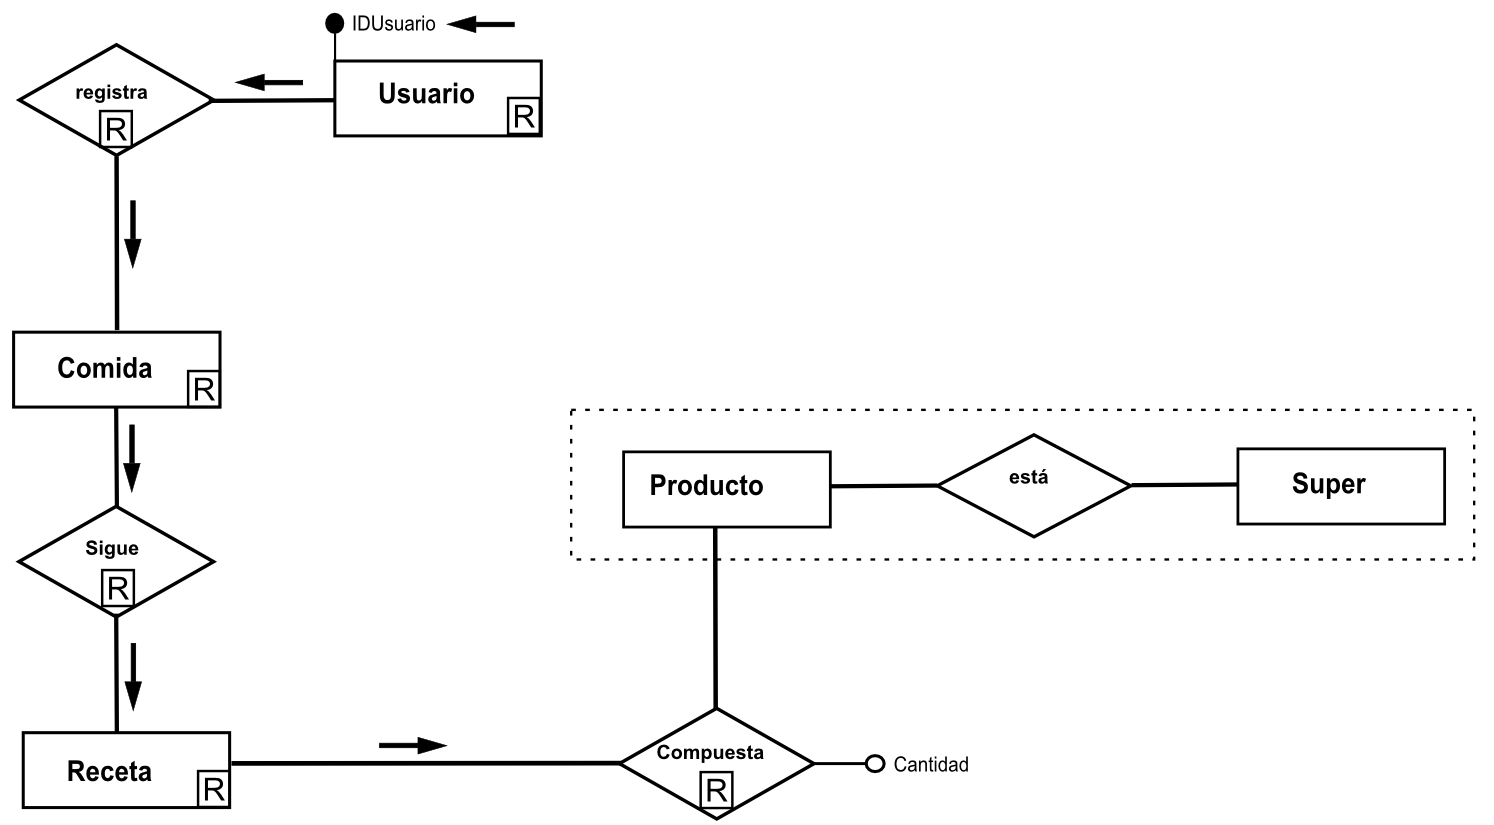 IDUsuario
registra
R
Usuario
R
Comida
R
Producto
está
Super
Sigue
R
Receta
R
Compuesta
R
Cantidad